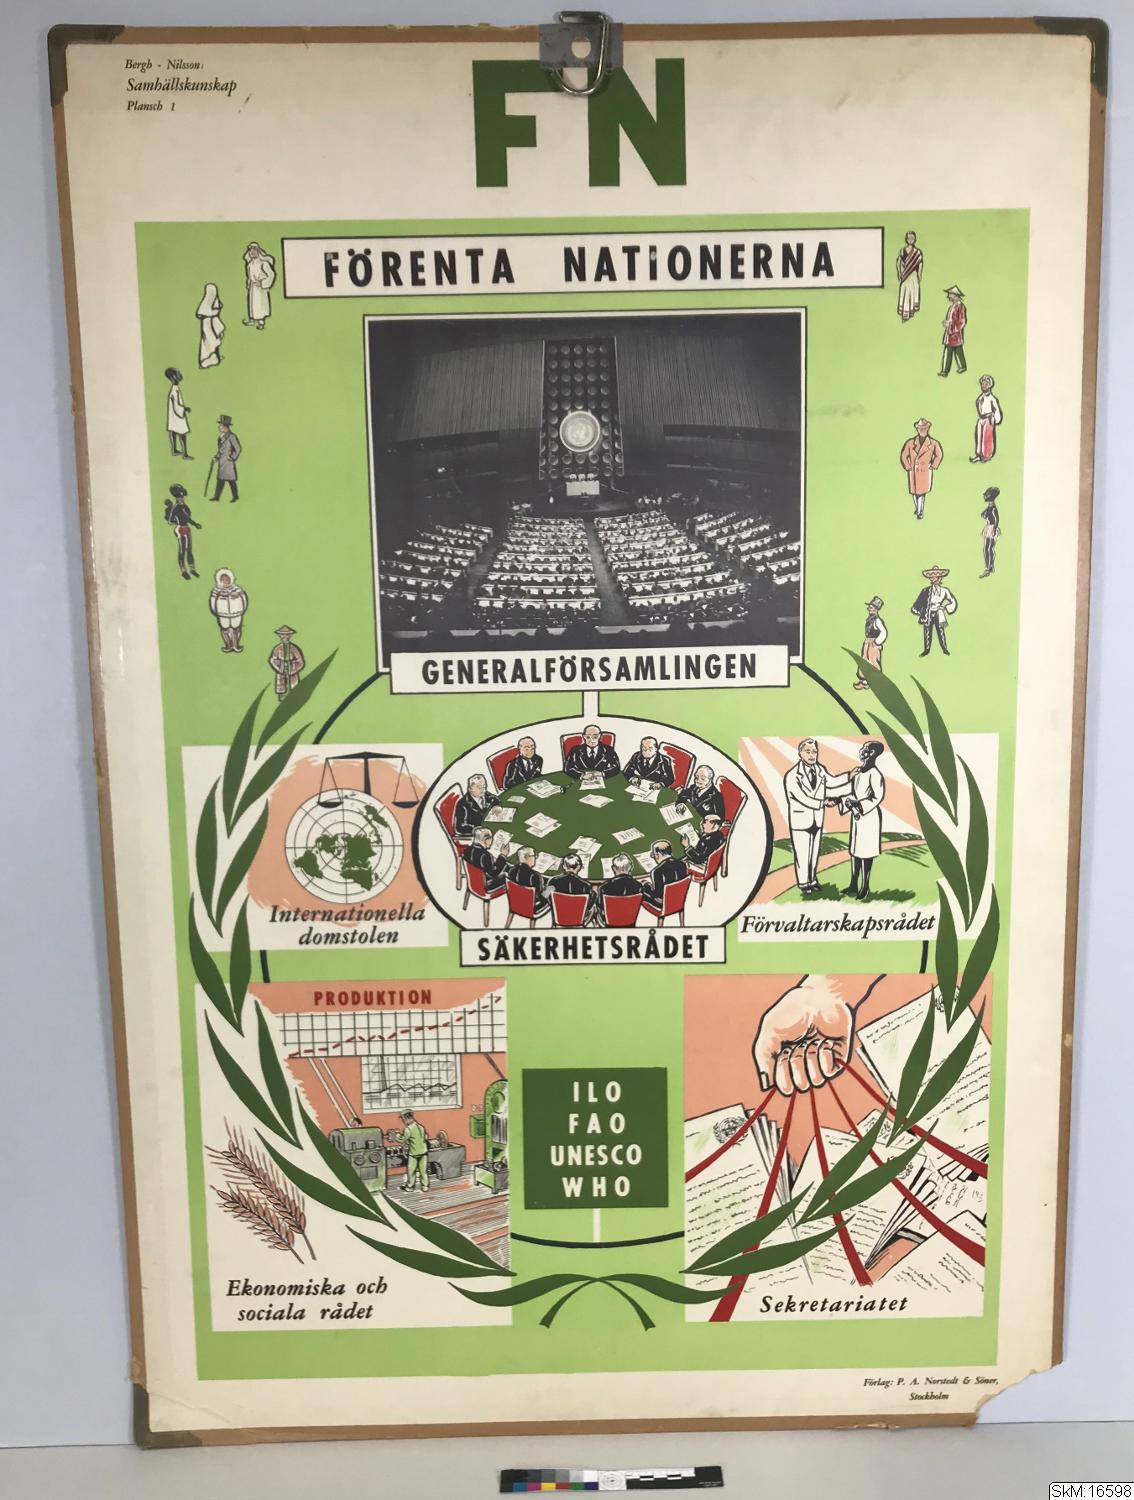 Bergh - Nilsson:
Samhällskunskap
Plansch 1
FN
FÖRENTA NATIONERNA
GENERALFÖRSAMLINGEN
Internationella
domstolen
SÄKERHETSRÅDET
Förvaltarskapsrådet
PRODUKTION
ILO
FAO
UNESCO
WHO
Ekonomiska och
sociala rådet
Sekretariatet
Förlag: P. A. Norstedt & Söner,
Stockholm
SkM:16598